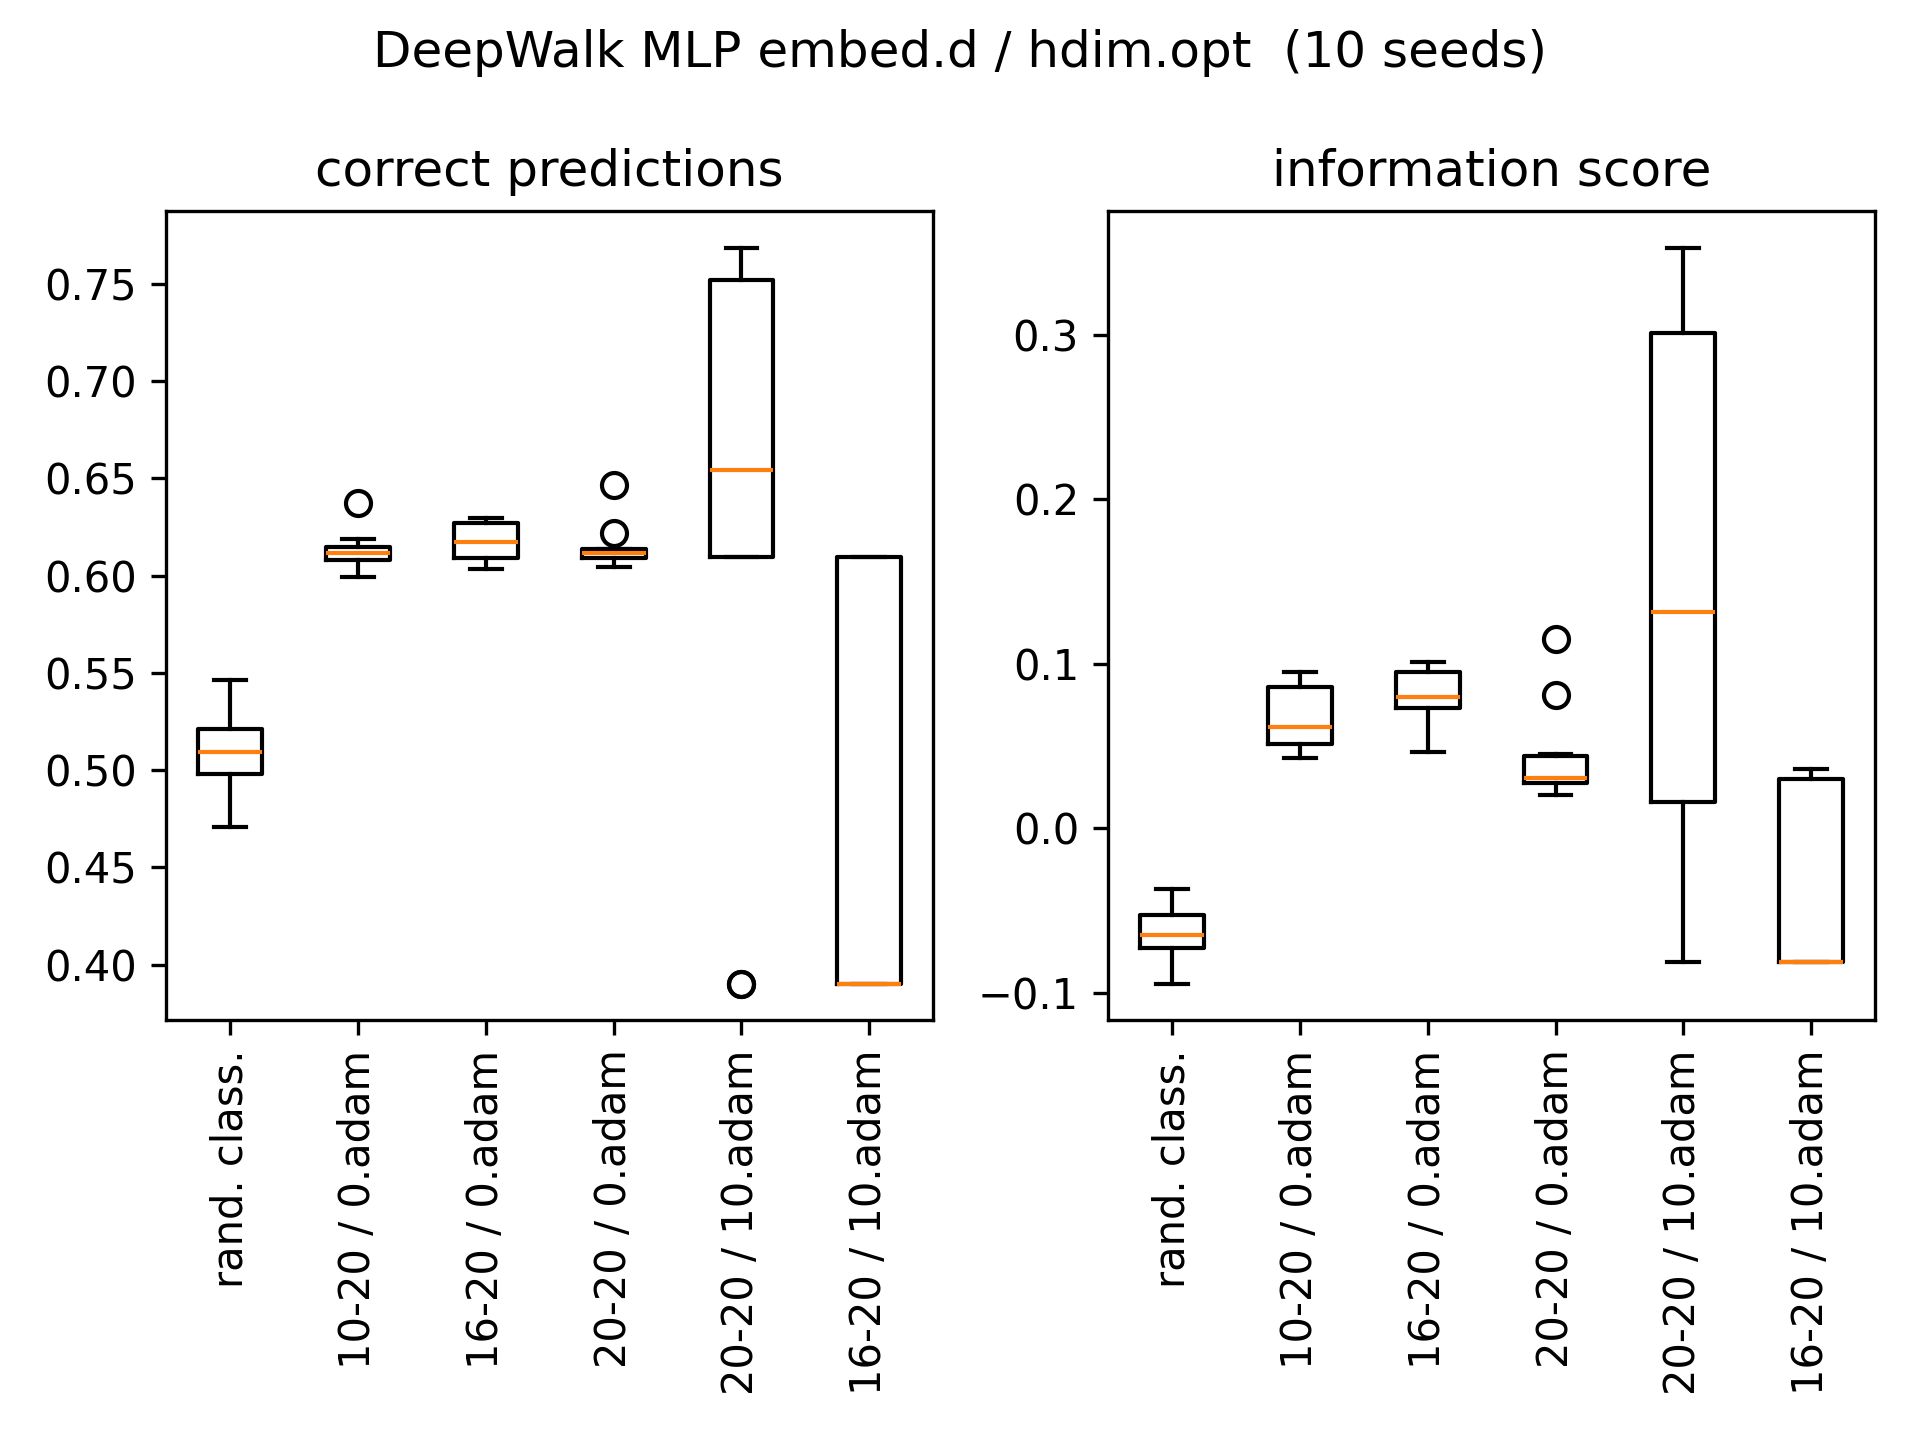 DeepWalk MLP embed.d / hdim.opt  (10 seeds)
correct predictions
0.75
0.70
0.65
0.60
0.55
0.50
0.45
0.40
rand. class.
10-20 / 0.adam
16-20 / 0.adam
20-20 / 0.adam
20-20 / 10.adam
16-20 / 10.adam
information score
0.3
0.2
0.1
0.0
−0.1
rand. class.
10-20 / 0.adam
16-20 / 0.adam
20-20 / 0.adam
20-20 / 10.adam
16-20 / 10.adam